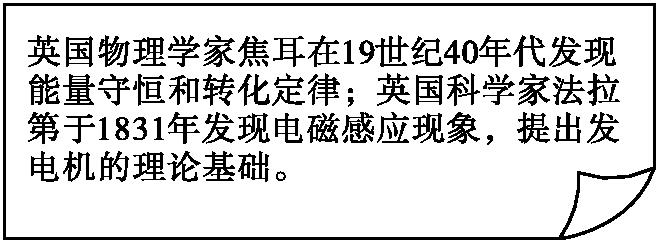 英国物理学家焦耳在19世纪40年代发现
能量守恒和转化定律；英国科学家法拉
第于1831年发现电磁感应现象，提出发
电机的理论基础。